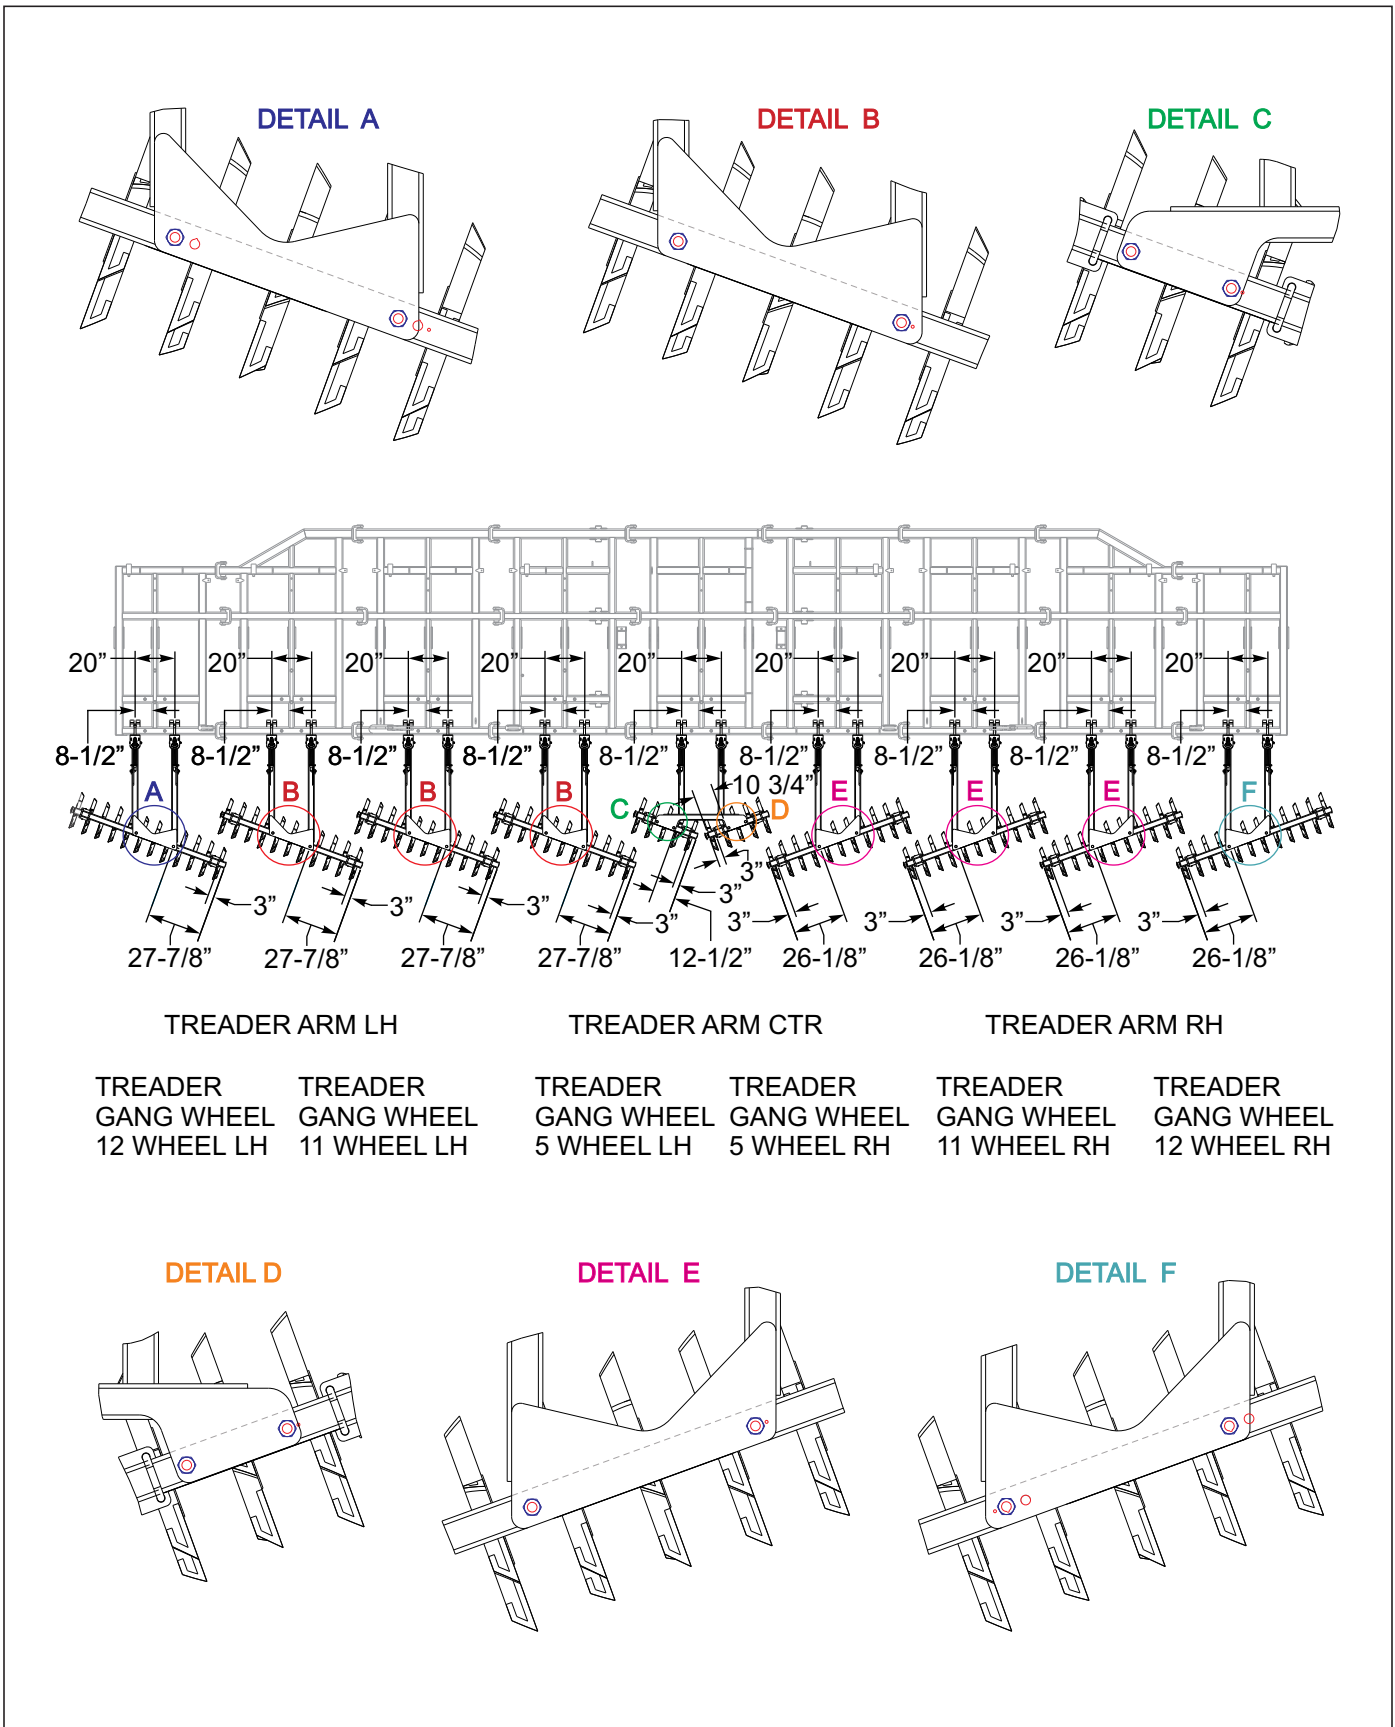 DETAIL A
DETAIL B
DETAIL C
20" 20" 20" 20" 20" 20" 20" 20" 20"
8-1/2" 8-1/2" 8-1/2" 8-1/2" 8-1/2" 8-1/2" 8-1/2" 8-1/2" 8-1/2"
10 3/4"
A B B B C D E E E F
3" 3" 3" 3" 3" 3" 3" 3" 3" 3"
27-7/8" 27-7/8" 27-7/8" 27-7/8" 12-1/2" 26-1/8" 26-1/8" 26-1/8" 26-1/8"
TREADER ARM LH
TREADER ARM CTR
TREADER ARM RH
TREADER
GANG WHEEL
12 WHEEL LH
TREADER
GANG WHEEL
11 WHEEL LH
TREADER
GANG WHEEL
5 WHEEL LH
TREADER
GANG WHEEL
5 WHEEL RH
TREADER
GANG WHEEL
11 WHEEL RH
TREADER
GANG WHEEL
12 WHEEL RH
DETAIL D
DETAIL E
DETAIL F